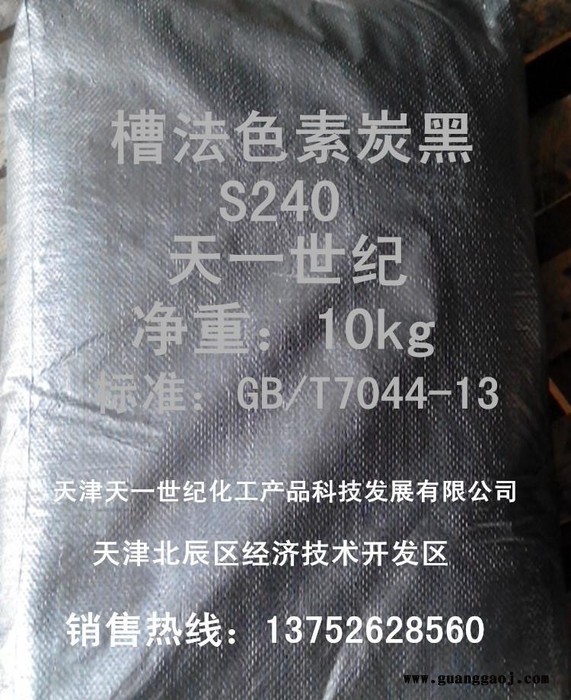 槽法色素炭黑
S240
天一世纪
净重：10kg
标准：GB/T7044-13
天津天一世纪化工产品科技发展有限公司
天津北辰区经济技术开发区
销售热线：13752628560
www.guanggaoj.com